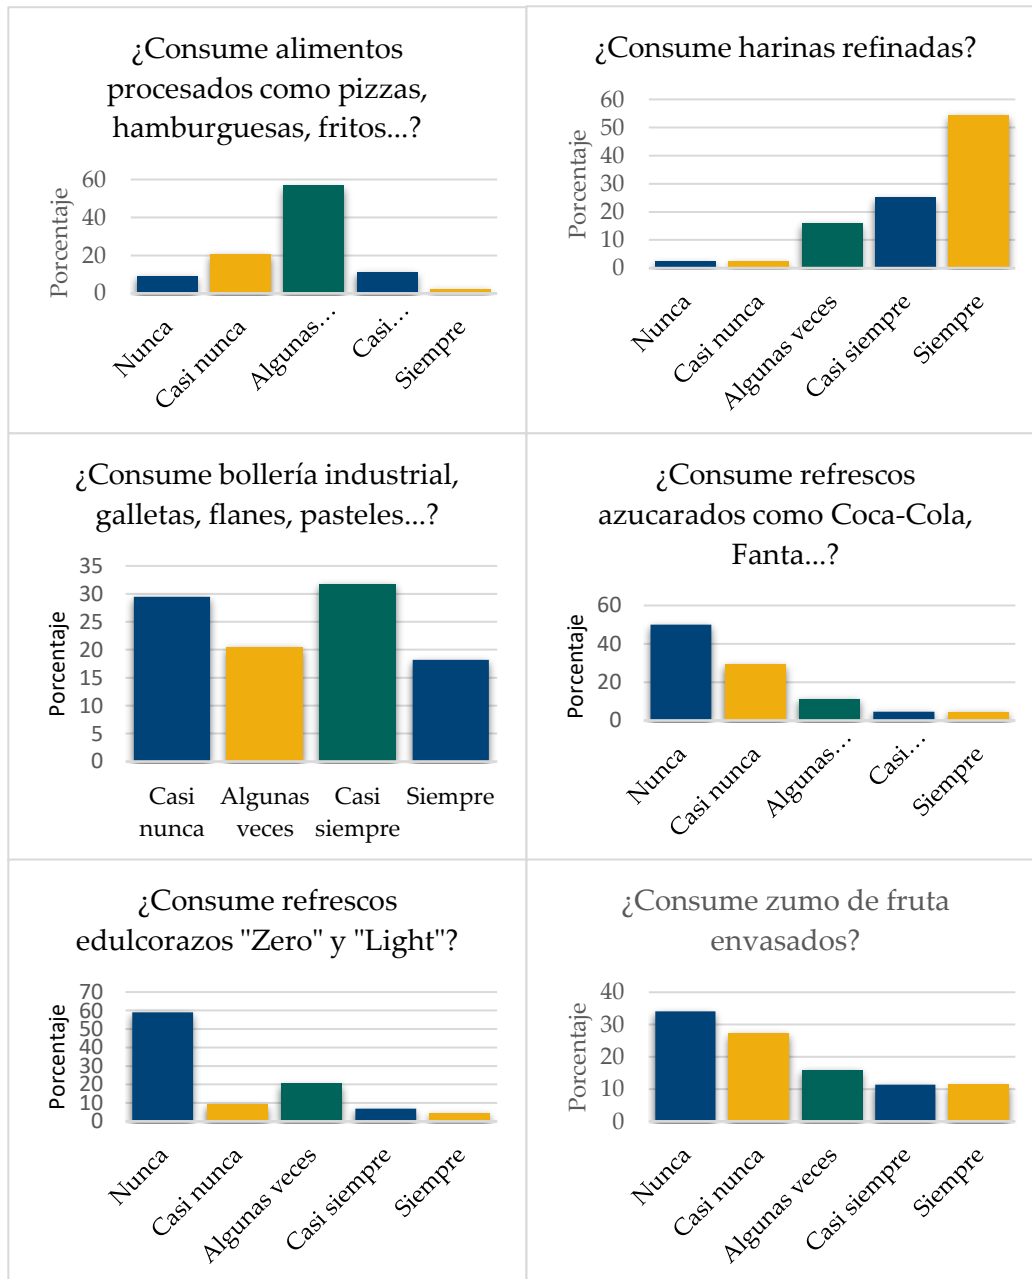 ¿Consume alimentos
procesados como pizzas,
hamburguesas, fritos...?
Porcentaje
60
40
20
0
Nunca
Casi nunca
Algunas…
Casi…
Siempre
¿Consume harinas refinadas?
Porcentaje
60
50
40
30
20
10
0
Nunca
Casi nunca
Algunas veces
Casi siempre
Siempre
¿Consume bollería industrial,
galletas, flanes, pasteles...?
Porcentaje
35
30
25
20
15
10
5
0
Casi
nunca
Algunas
veces
Casi
siempre
Siempre
¿Consume refrescos
azucarados como Coca-Cola,
Fanta...?
Porcentaje
60
40
20
0
Nunca
Casi nunca
Algunas…
Casi…
Siempre
¿Consume refrescos
edulcorazos "Zero" y "Light"?
Porcentaje
70
60
50
40
30
20
10
0
Nunca
Casi nunca
Algunas veces
Casi siempre
Siempre
¿Consume zumo de fruta
envasados?
Porcentaje
40
30
20
10
0
Nunca
Casi nunca
Algunas veces
Casi siempre
Siempre